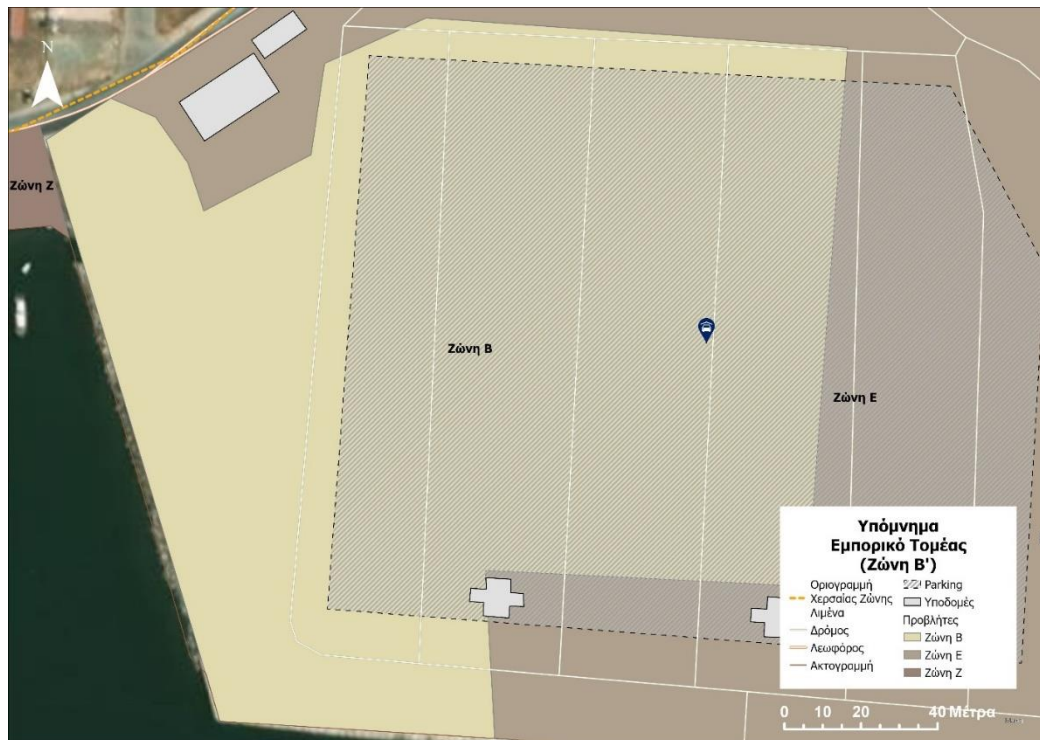 N
Ζώνη Ζ
Ζώνη Β
Ζώνη Ε
Υπόμνημα
Εμπορικό Τομέας
(Ζώνη Β')
Οριογραμμή
Χερσαίας Ζώνης
Λιμένα
Δρόμος
Λεωφόρος
Ακτογραμμή
Parking
Υποδομές
Προβλήτες
Ζώνη Β
Ζώνη Ε
Ζώνη Ζ
0 10 20 40 Μέτρα